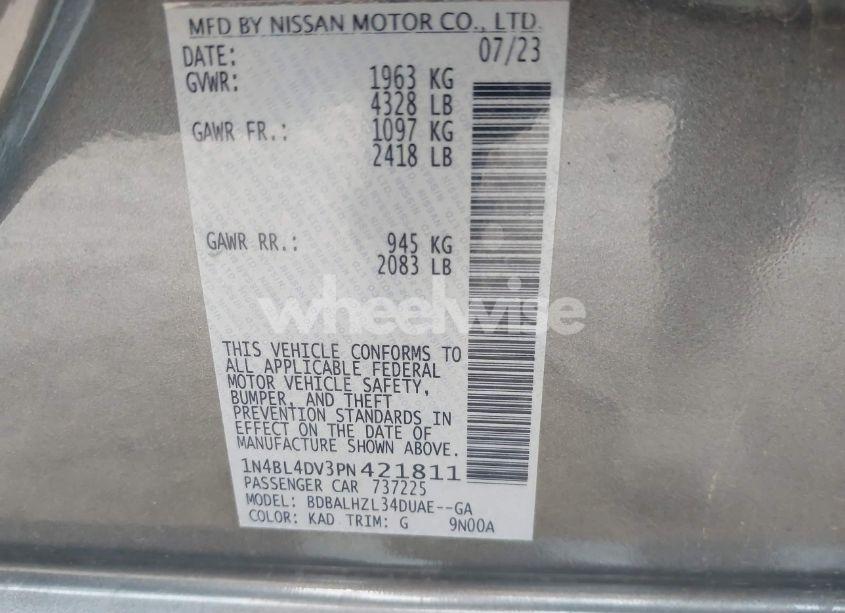 MFD BY NISSAN MOTOR CO., LTD.
DATE: 07/23
GVWR: 1963 KG
4328 LB
GAWR FR.: 1097 KG
2418 LB
GAWR RR.: 945 KG
2083 LB
wheelwise
THIS VEHICLE CONFORMS TO
ALL APPLICABLE FEDERAL
MOTOR VEHICLE SAFETY,
BUMPER, AND THEFT
PREVENTION STANDARDS IN
EFFECT ON THE DATE OF
MANUFACTURE SHOWN ABOVE.
1N4BL4DV3PN421811
PASSENGER CAR 737225
MODEL: BDBALHZL34DUAE--GA
COLOR: KAD TRIM: G 9N00A